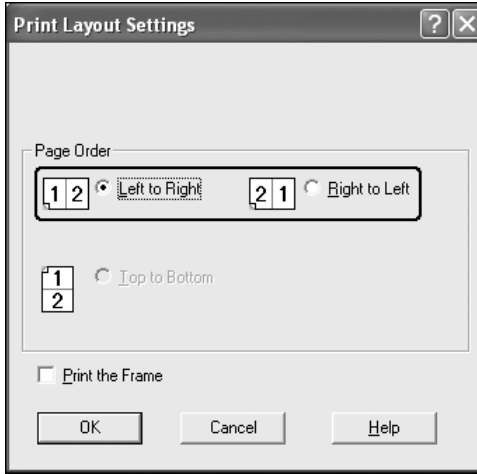 Print Layout Settings ? X
Page Order
1 2 Left to Right 2 1 Right to Left
1 Top to Bottom
2
Print the Frame
OK Cancel Help